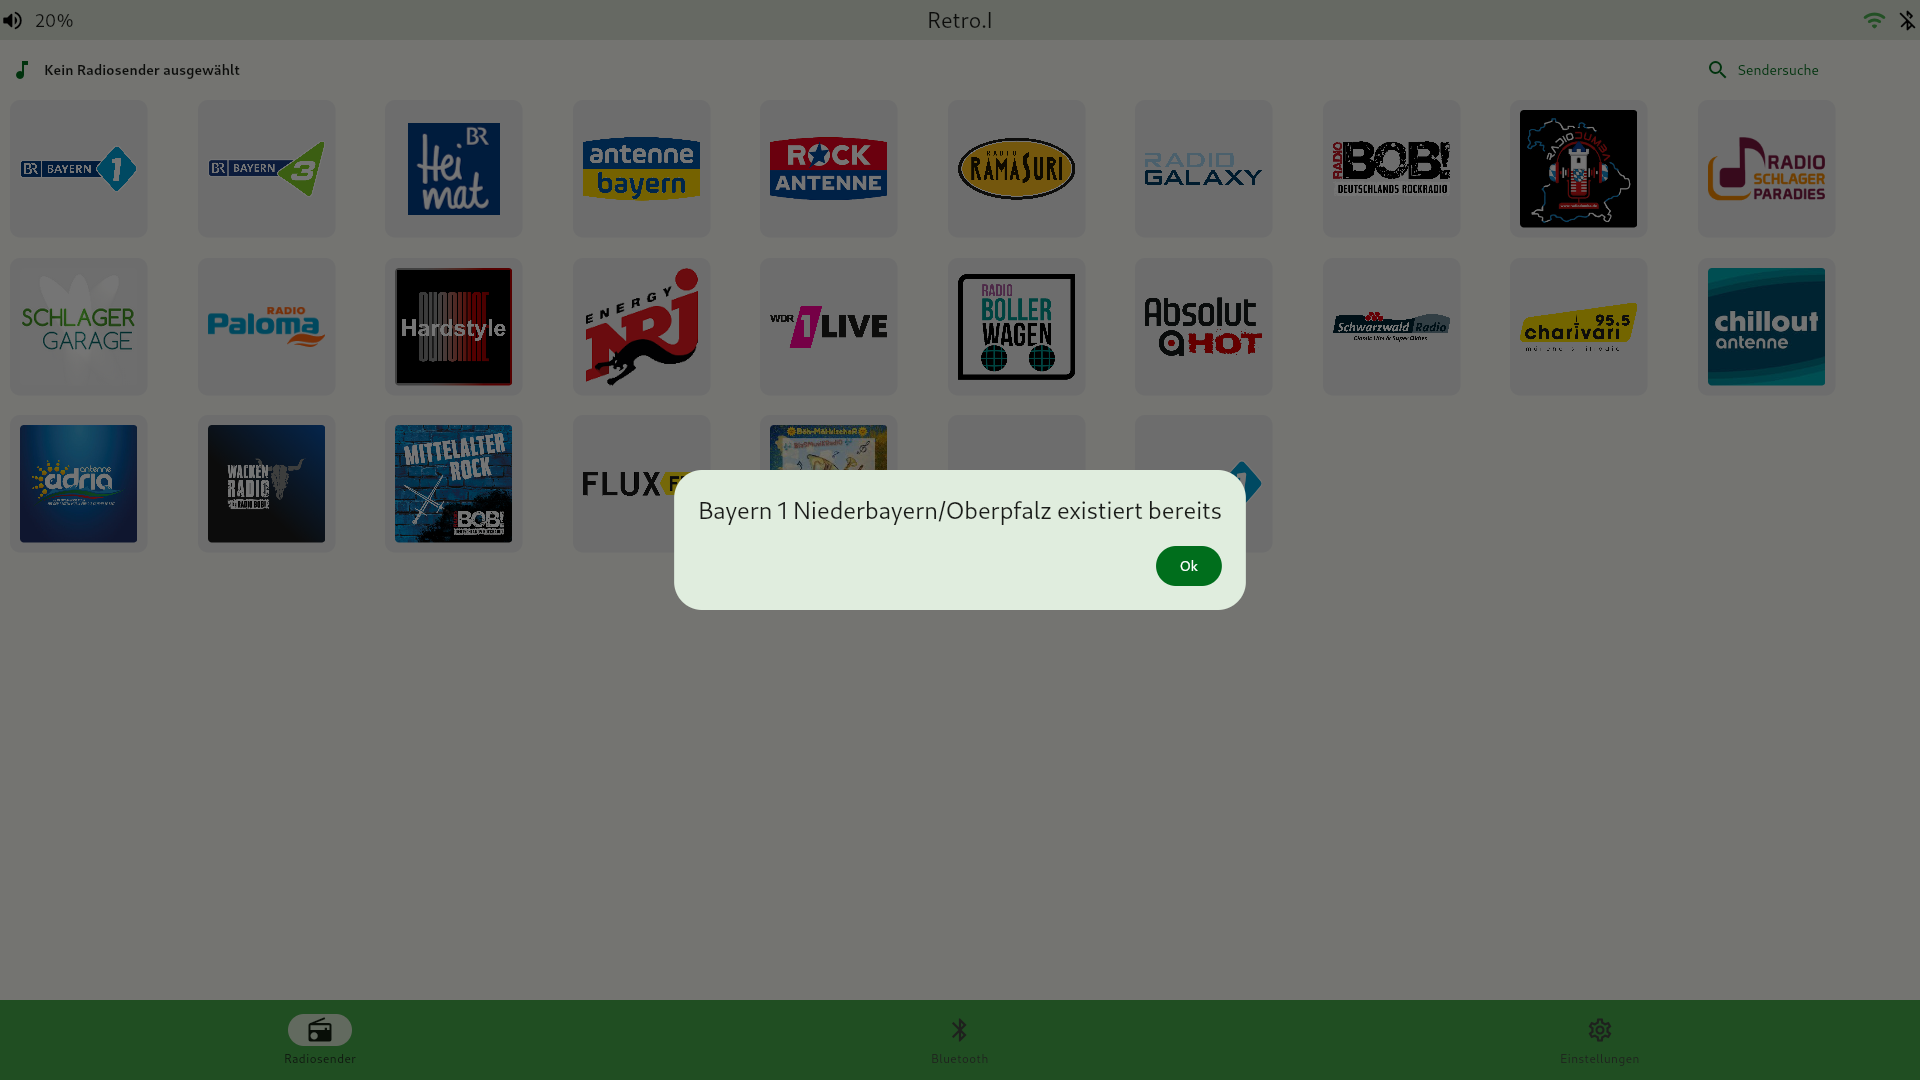 20%
Retro.I
Kein Radiosender ausgewählt
Sendersuche
BR BAYERN 1
BR BAYERN 3
BR
Hei
mat
antenne
bayern
ROCK
ANTENNE
RADIO
RAMASURI
RADIO
GALAXY
RADIO
BOB!
DEUTSCHLANDS ROCKRADIO
RADIO
SCHLAGER
PARADIES
SCHLAGER
GARAGE
RADIO
Paloma
Hardstyle
ENERGY
NRJ
WDR 1LIVE
RADIO
BOLLER
WAGEN
Absolut
HOT
Schwarzwald Radio
95.5
charivari
chillout
antenne
antenne
adria
WACKEN
RADIO
MITTELALTER
ROCK
BOB!
FLUX
Bayern 1 Niederbayern/Oberpfalz existiert bereits
Ok
Radiosender
Bluetooth
Einstellungen